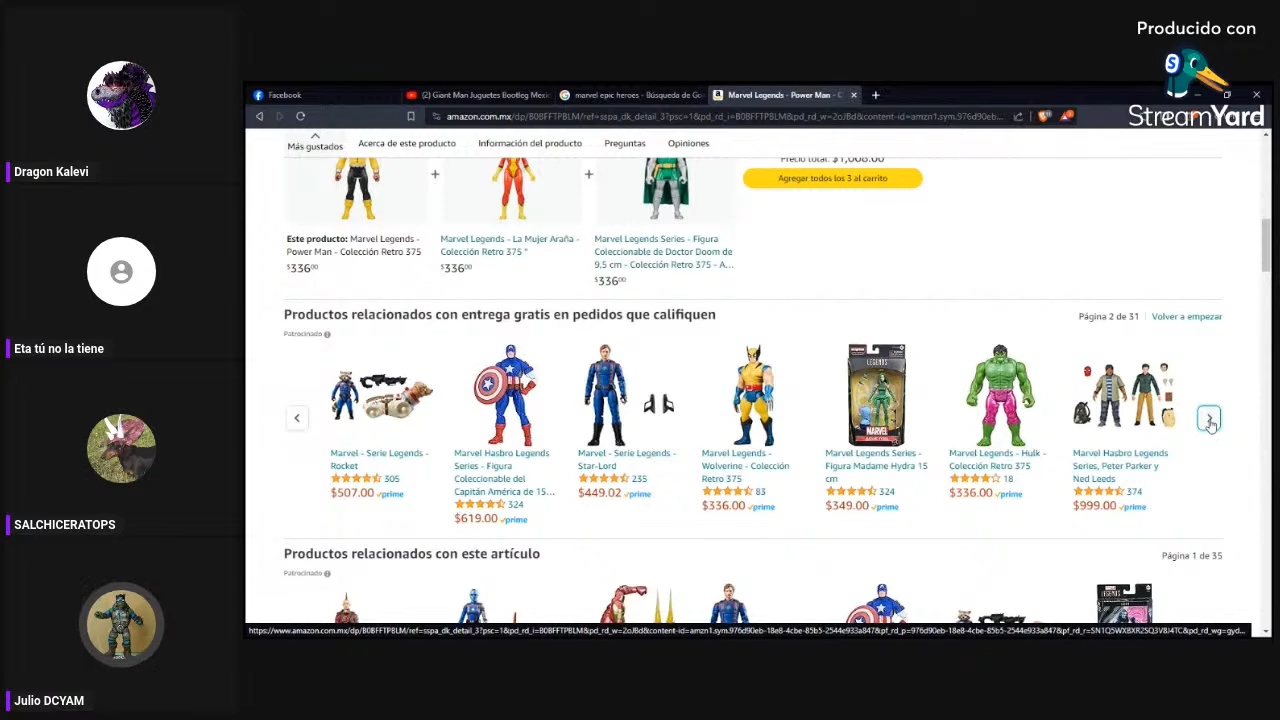 Producido con
StreamYard
Dragon Kalevi
Eta tú no la tiene
SALCHICERATOPS
Julio DCYAM
Facebook
(2) Giant Man Juguetes Bootleg Mexic
marvel epic heroes - Búsqueda de Go
Marvel Legends - Power Man - C
amazon.com.mx/dp/B0BFFTPBLM/ref=sspa_dk_detail_3?psc=1&pd_rd_i=B0BFFTPBLM&pd_rd_w=2oJBd&content-id=amzn1.sym.976d90eb-18e8-4cbe-85b5-2544e933a847&
Más gustados
Acerca de este producto
Información del producto
Preguntas
Opiniones
Precio total: $1,008.00
Agregar todos los 3 al carrito
+
+
Este producto: Marvel Legends - Power Man - Colección Retro 375
$33600
Marvel Legends - La Mujer Araña - Colección Retro 375 "
$33600
Marvel Legends Series - Figura
Coleccionable de Doctor Doom de
9,5 cm - Colección Retro 375 - A...
$33600
Productos relacionados con entrega gratis en pedidos que califiquen
Página 2 de 31
Volver a empezar
Patrocinado
Marvel - Serie Legends -
Rocket
305
$507.00 prime
Marvel Hasbro Legends
Series - Figura
Coleccionable del
Capitán América de 15...
324
$619.00 prime
Marvel - Serie Legends -
Star-Lord
235
$449.02 prime
Marvel Legends -
Wolverine - Colección
Retro 375
83
$336.00 prime
LEGENDS
MARVEL
Marvel Legends Series -
Figura Madame Hydra 15
cm
324
$349.00 prime
Marvel Legends - Hulk -
Colección Retro 375
18
$336.00 prime
Marvel Hasbro Legends
Series, Peter Parker y
Ned Leeds
374
$999.00 prime
Productos relacionados con este artículo
Página 1 de 35
Patrocinado